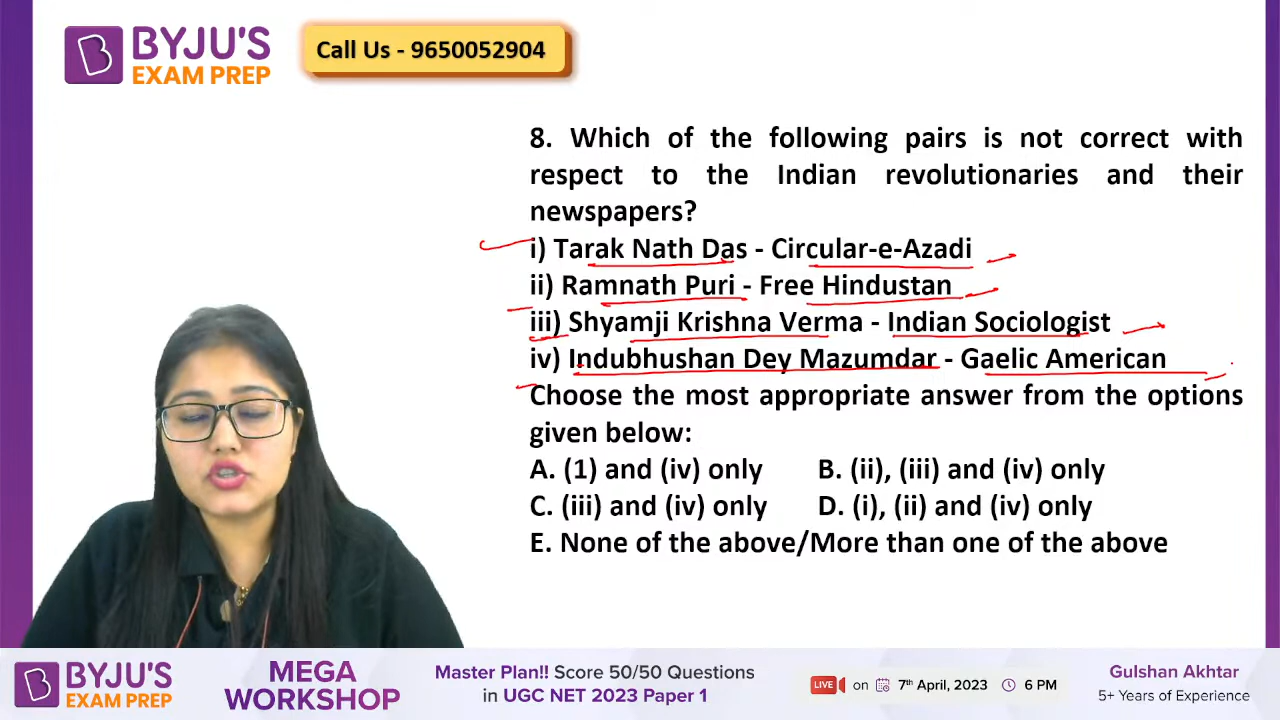 BYJU'S
EXAM PREP
Call Us - 9650052904
8. Which of the following pairs is not correct with
respect to the Indian revolutionaries and their
newspapers?
i) Tarak Nath Das - Circular-e-Azadi
ii) Ramnath Puri - Free Hindustan
iii) Shyamji Krishna Verma - Indian Sociologist
iv) Indubhushan Dey Mazumdar - Gaelic American
Choose the most appropriate answer from the options
given below:
A. (1) and (iv) only B. (ii), (iii) and (iv) only
C. (iii) and (iv) only D. (i), (ii) and (iv) only
E. None of the above/More than one of the above
BYJU'S
EXAM PREP
MEGA
WORKSHOP
Master Plan!! Score 50/50 Questions
in UGC NET 2023 Paper 1
LIVE on 7th April, 2023 6 PM
Gulshan Akhtar
5+ Years of Experience